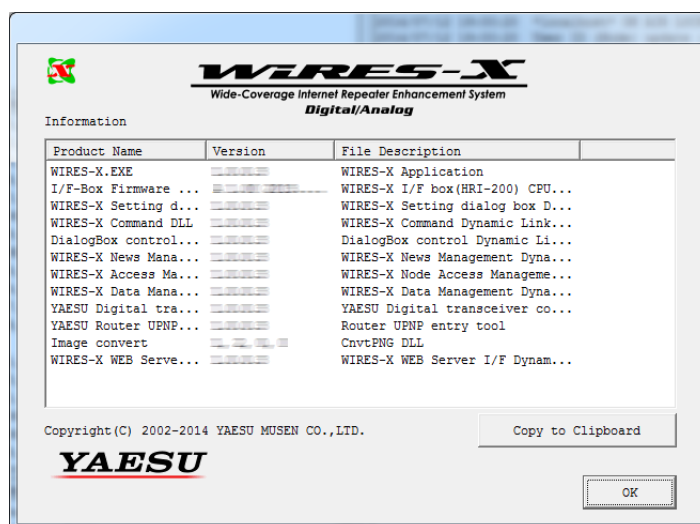 WiRES-X
Wide-Coverage Internet Repeater Enhancement System
Digital/Analog
Information
Product Name Version File Description
WIRES-X.EXE WIRES-X Application
I/F-Box Firmware ... WIRES-X I/F box(HRI-200) CPU...
WIRES-X Setting d... WIRES-X Setting dialog box D...
WIRES-X Command DLL WIRES-X Command Dynamic Link...
DialogBox control... DialogBox control Dynamic Li...
WIRES-X News Mana... WIRES-X News Management Dyna...
WIRES-X Access Ma... WIRES-X Node Access Manageme...
WIRES-X Data Mana... WIRES-X Data Management Dyna...
YAESU Digital tra... YAESU Digital transceiver co...
YAESU Router UPNP... Router UPNP entry tool
Image convert CnvtPNG DLL
WIRES-X WEB Serve... WIRES-X WEB Server I/F Dynam...
Copyright(C) 2002-2014 YAESU MUSEN CO.,LTD.
Copy to Clipboard
YAESU
OK